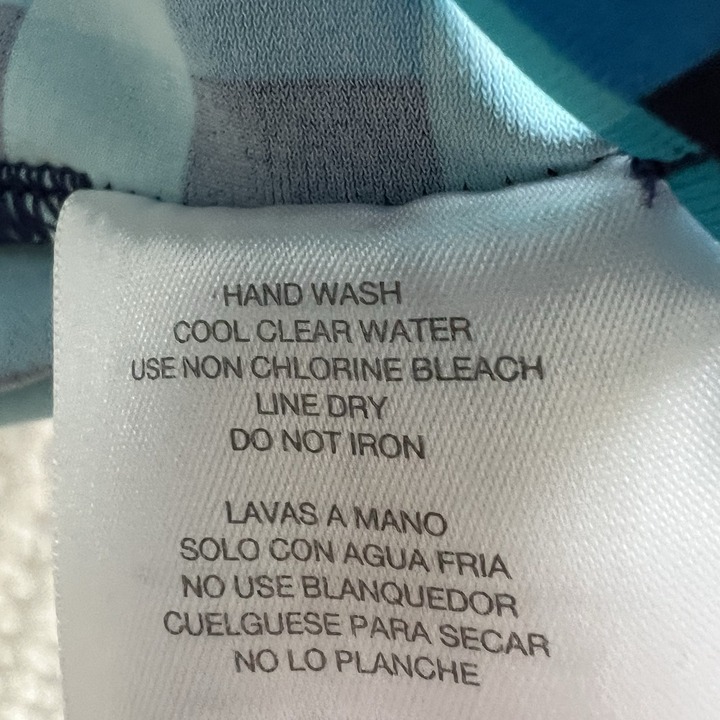 HAND WASH
COOL CLEAR WATER
USE NON CHLORINE BLEACH
LINE DRY
DO NOT IRON
LAVAS A MANO
SOLO CON AGUA FRIA
NO USE BLANQUEDOR
CUELGUESE PARA SECAR
NO LO PLANCHE